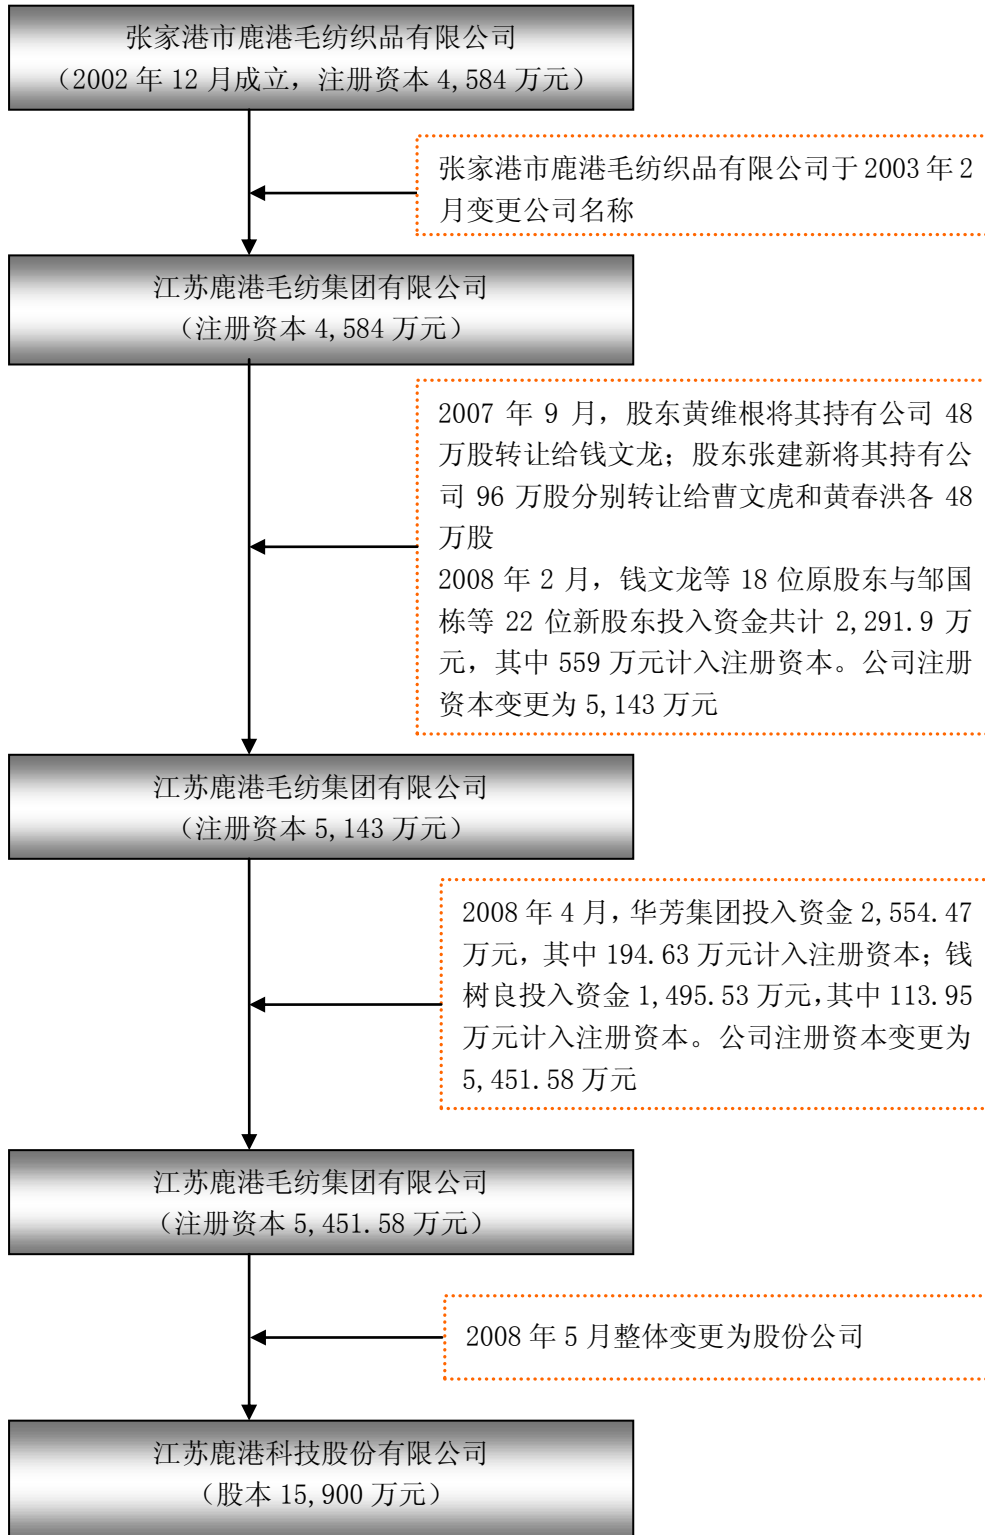 张家港市鹿港毛纺织品有限公司
（2002 年 12 月成立，注册资本 4,584 万元）
张家港市鹿港毛纺织品有限公司于 2003 年 2
月变更公司名称
江苏鹿港毛纺集团有限公司
（注册资本 4,584 万元）
2007 年 9 月，股东黄维根将其持有公司 48
万股转让给钱文龙；股东张建新将其持有公
司 96 万股分别转让给曹文虎和黄春洪各 48
万股
2008 年 2 月，钱文龙等 18 位原股东与邹国
栋等 22 位新股东投入资金共计 2,291.9 万
元，其中 559 万元计入注册资本。公司注册
资本变更为 5,143 万元
江苏鹿港毛纺集团有限公司
（注册资本 5,143 万元）
2008 年 4 月，华芳集团投入资金 2,554.47
万元，其中 194.63 万元计入注册资本；钱
树良投入资金 1,495.53 万元，其中 113.95
万元计入注册资本。公司注册资本变更为
5,451.58 万元
江苏鹿港毛纺集团有限公司
（注册资本 5,451.58 万元）
2008 年 5 月整体变更为股份公司
江苏鹿港科技股份有限公司
（股本 15,900 万元）